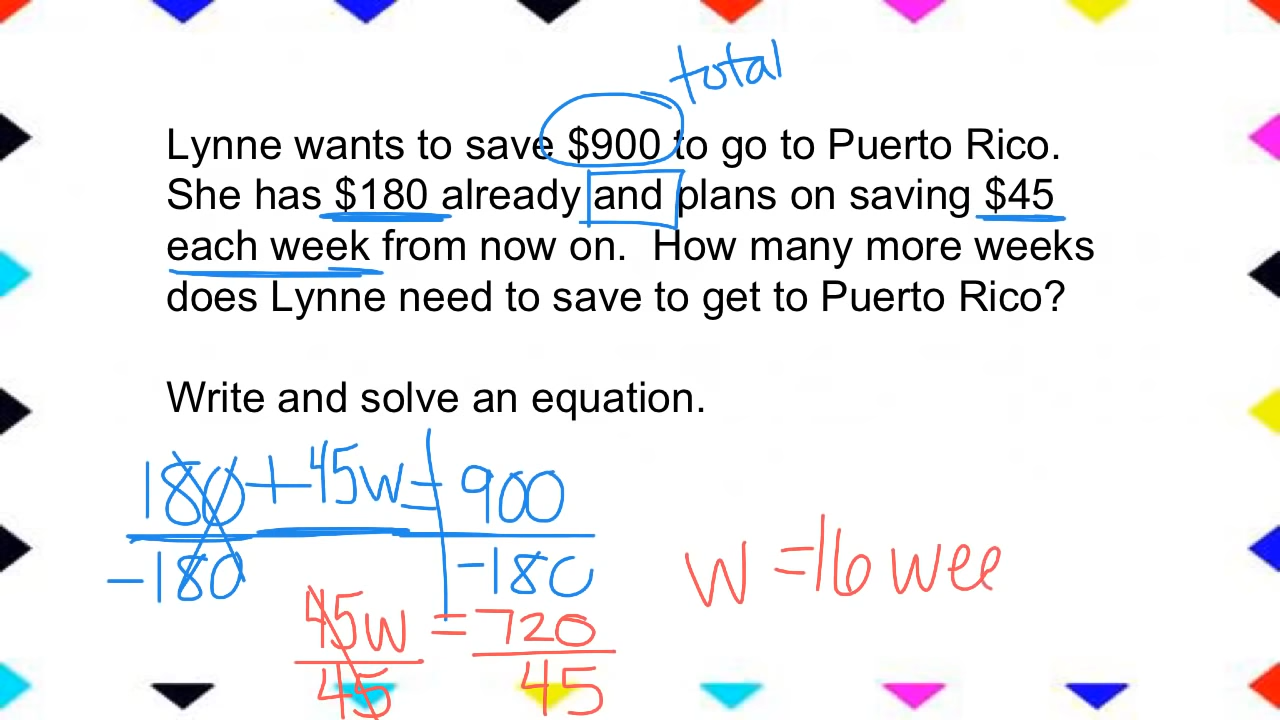 total
Lynne wants to save $900 to go to Puerto Rico.
She has $180 already and plans on saving $45
each week from now on. How many more weeks
does Lynne need to save to get to Puerto Rico?
Write and solve an equation.
180 + 45w = 900
-180 -180
45w = 720
45 45
w = 16 wee